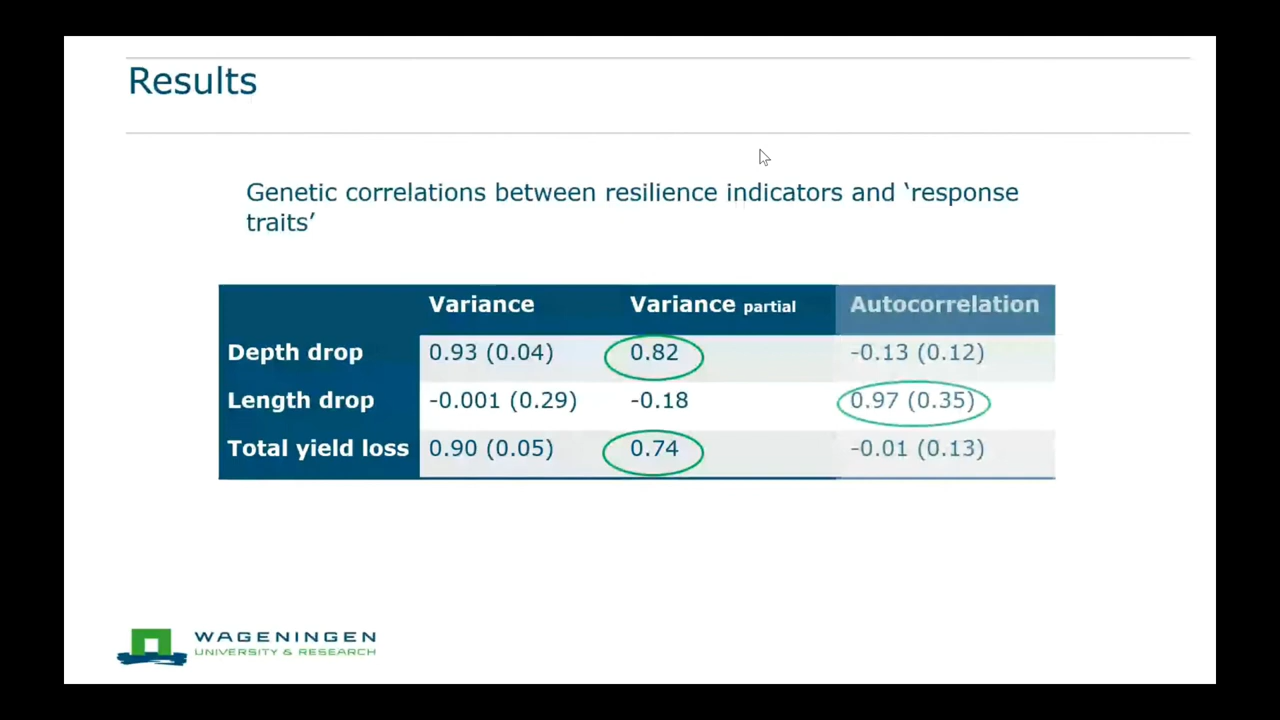 Results
Genetic correlations between resilience indicators and ‘response
traits’
Variance Variance partial Autocorrelation
Depth drop 0.93 (0.04) 0.82 -0.13 (0.12)
Length drop -0.001 (0.29) -0.18 0.97 (0.35)
Total yield loss 0.90 (0.05) 0.74 -0.01 (0.13)
WAGENINGEN
UNIVERSITY & RESEARCH